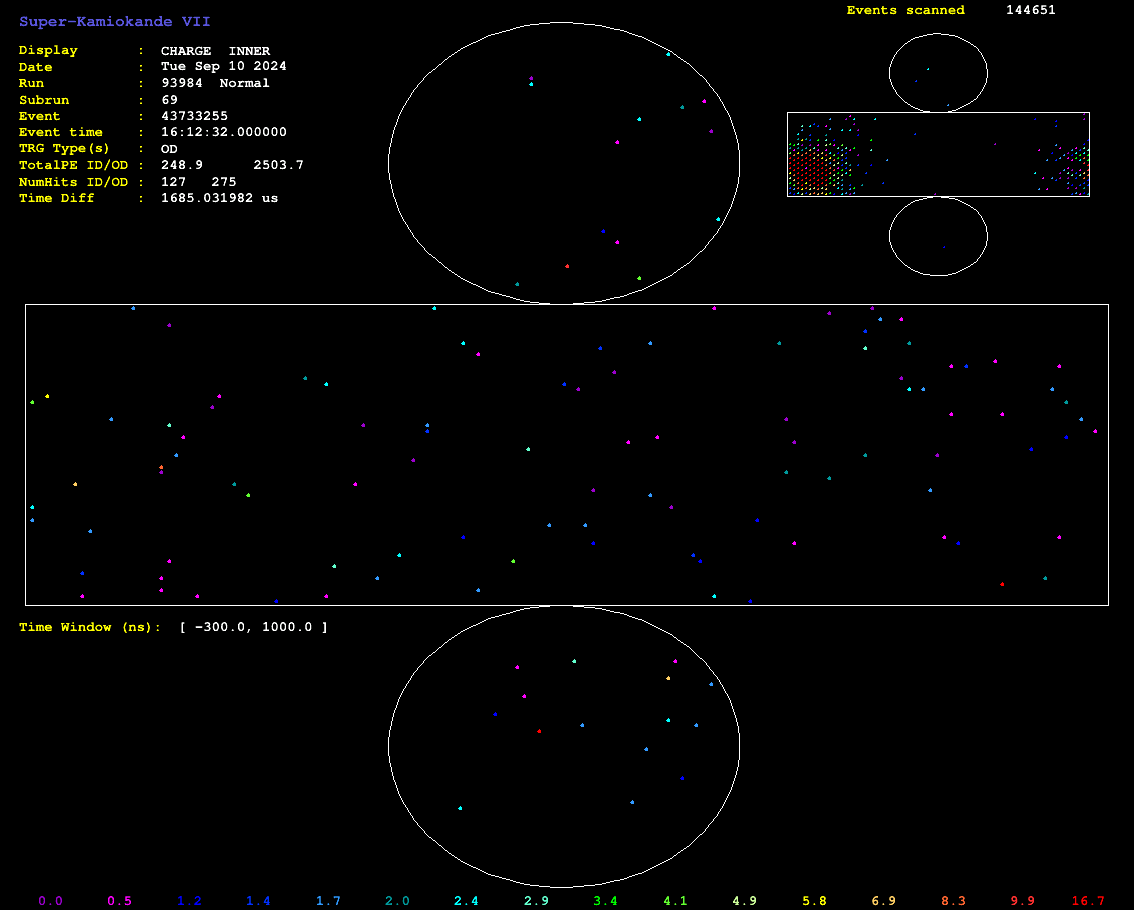 Super-Kamiokande VII
Events scanned 144651
Display : CHARGE INNER
Date : Tue Sep 10 2024
Run : 93984 Normal
Subrun : 69
Event : 43733255
Event time : 16:12:32.000000
TRG Type(s) : OD
TotalPE ID/OD : 248.9 2503.7
NumHits ID/OD : 127 275
Time Diff : 1685.031982 us
Time Window (ns): [ -300.0, 1000.0 ]
0.0 0.5 1.2 1.4 1.7 2.0 2.4 2.9 3.4 4.1 4.9 5.8 6.9 8.3 9.9 16.7